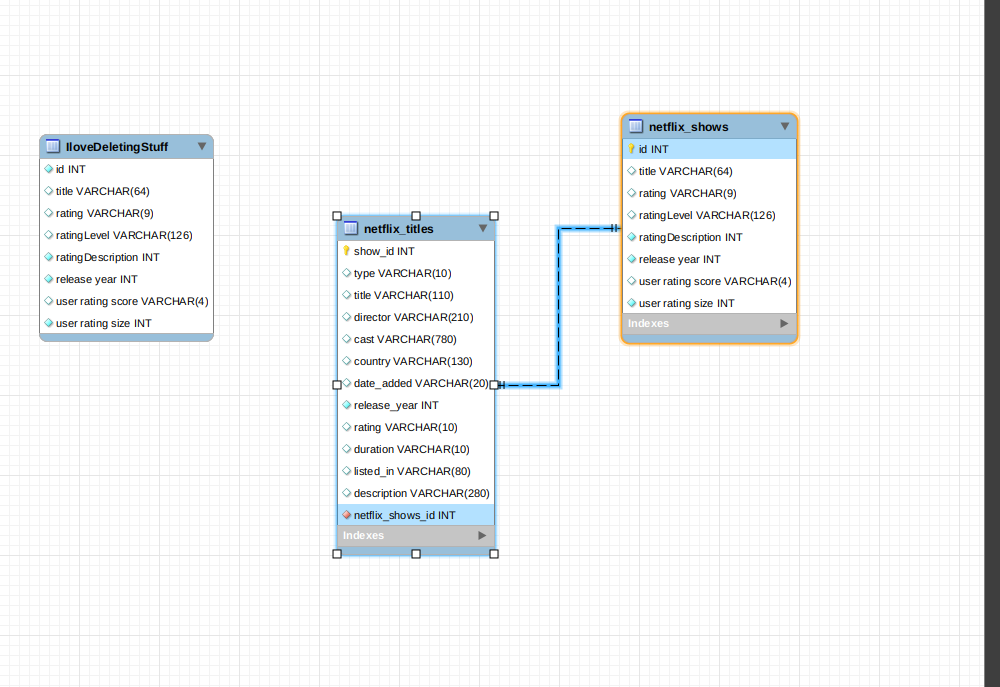 IloveDeletingStuff
id INT
title VARCHAR(64)
rating VARCHAR(9)
ratingLevel VARCHAR(126)
ratingDescription INT
release year INT
user rating score VARCHAR(4)
user rating size INT
netflix_titles
show_id INT
type VARCHAR(10)
title VARCHAR(110)
director VARCHAR(210)
cast VARCHAR(780)
country VARCHAR(130)
date_added VARCHAR(20)
release_year INT
rating VARCHAR(10)
duration VARCHAR(10)
listed_in VARCHAR(80)
description VARCHAR(280)
netflix_shows_id INT
Indexes
netflix_shows
id INT
title VARCHAR(64)
rating VARCHAR(9)
ratingLevel VARCHAR(126)
ratingDescription INT
release year INT
user rating score VARCHAR(4)
user rating size INT
Indexes